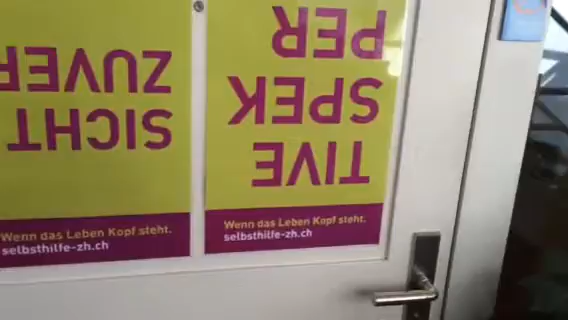 ZUVER
SICHT
Wenn das Leben Kopf steht.
selbsthilfe-zh.ch
PER
SPEK
TIVE
Wenn das Leben Kopf steht.
selbsthilfe-zh.ch